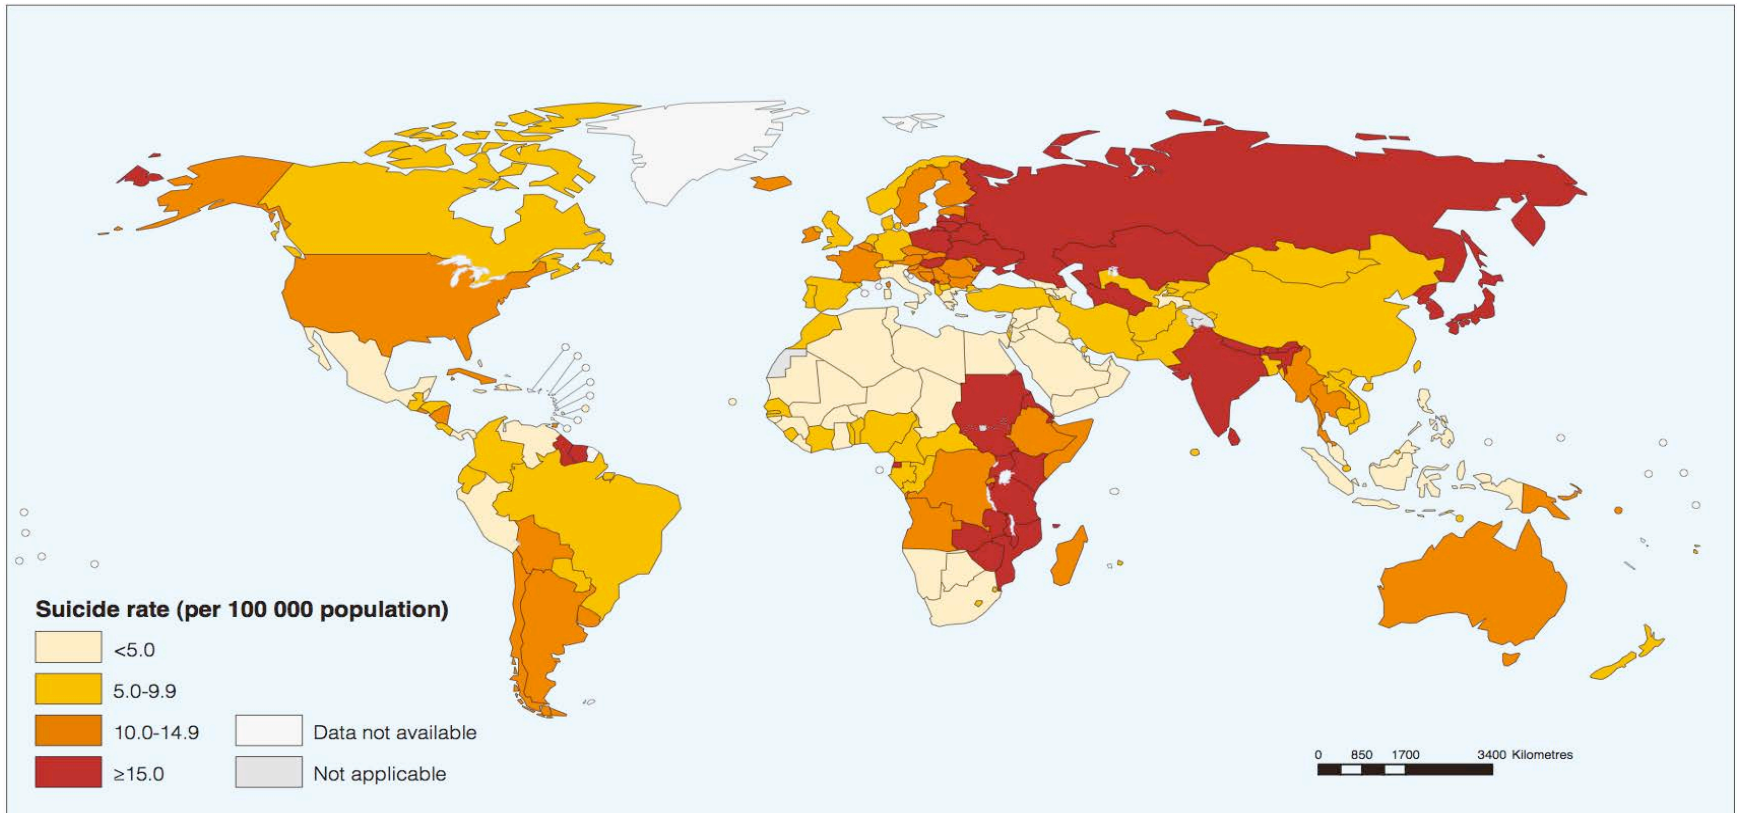 Suicide rate (per 100 000 population)
<5.0
5.0-9.9
10.0-14.9
≥15.0
Data not available
Not applicable
0 850 1700 3400 Kilometres